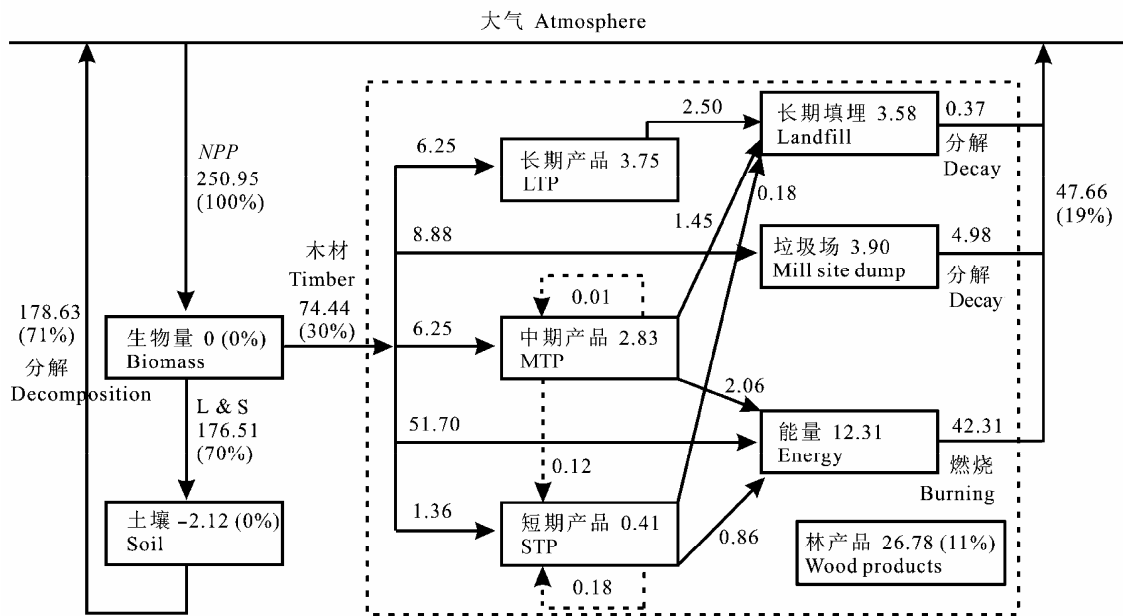 大气 Atmosphere
NPP
250.95
(100%)
178.63
(71%)
分解
Decomposition
生物量 0 (0%)
Biomass
L & S
176.51
(70%)
土壤 -2.12 (0%)
Soil
木材
Timber
74.44
(30%)
6.25
长期产品 3.75
LTP
2.50
长期填埋 3.58
Landfill
0.37
分解
Decay
0.18
1.45
8.88
垃圾场 3.90
Mill site dump
4.98
分解
Decay
47.66
(19%)
0.01
6.25
中期产品 2.83
MTP
2.06
51.70
能量 12.31
Energy
42.31
燃烧
Burning
0.12
1.36
短期产品 0.41
STP
0.86
0.18
林产品 26.78 (11%)
Wood products